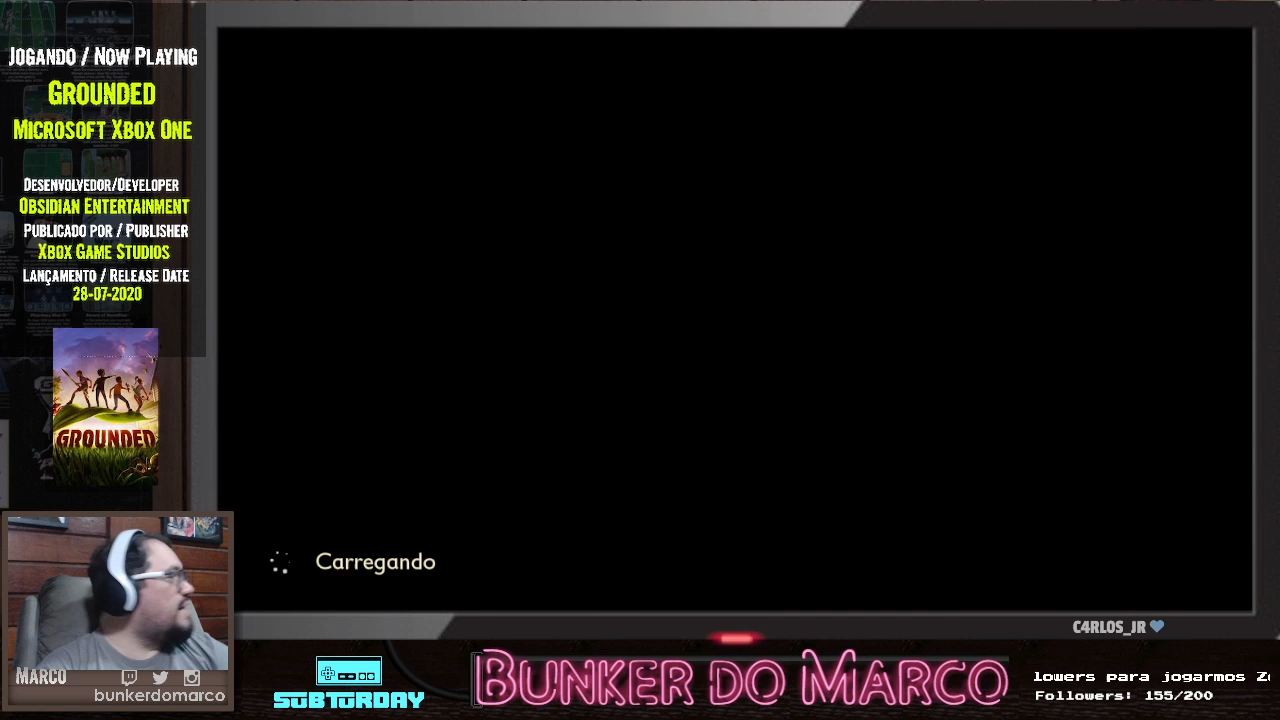 Jogando / Now Playing
Grounded
Microsoft Xbox One
Desenvolvedor/Developer
Obsidian Entertainment
Publicado por / Publisher
Xbox Game Studios
Lançamento / Release Date
28-07-2020
GROUNDED
Carregando
C4RLOS_JR
Marco
bunkerdomarco
SUBTURDAY
Bunker do Marco
lowers para jogarmos Z
Followers: 155/200